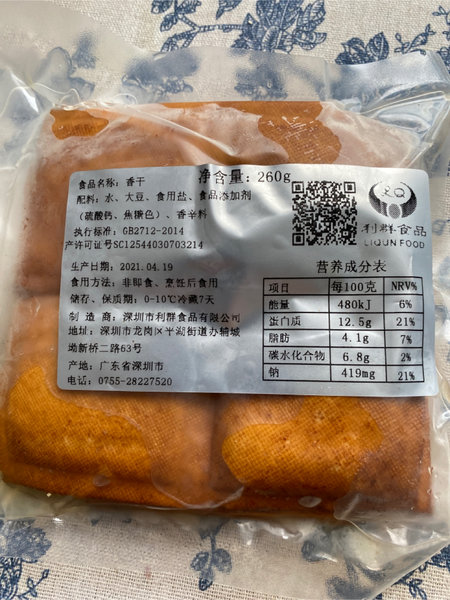 食品名称：香干
净含量：260g
配料：水、大豆、食用盐、食品添加剂
（硫酸钙、焦糖色）、香辛料
执行标准：GB2712-2014
产许可证号SC12544030703214
生产日期：2021.04.19
食用方法：非即食、烹饪后食用
储存、保质期：0-10℃冷藏7天
制 造 商：深圳市利群食品有限公司
地址：深圳市龙岗区平湖街道办辅城
坳新桥二路63号
产地：广东省深圳市
电话：0755-28227520
LQ
利群食品
LIQUN FOOD
营养成分表
项目 每100克 NRV%
能量 480kJ 6%
蛋白质 12.5g 21%
脂肪 4.1g 7%
碳水化合物 6.8g 2%
钠 419mg 21%